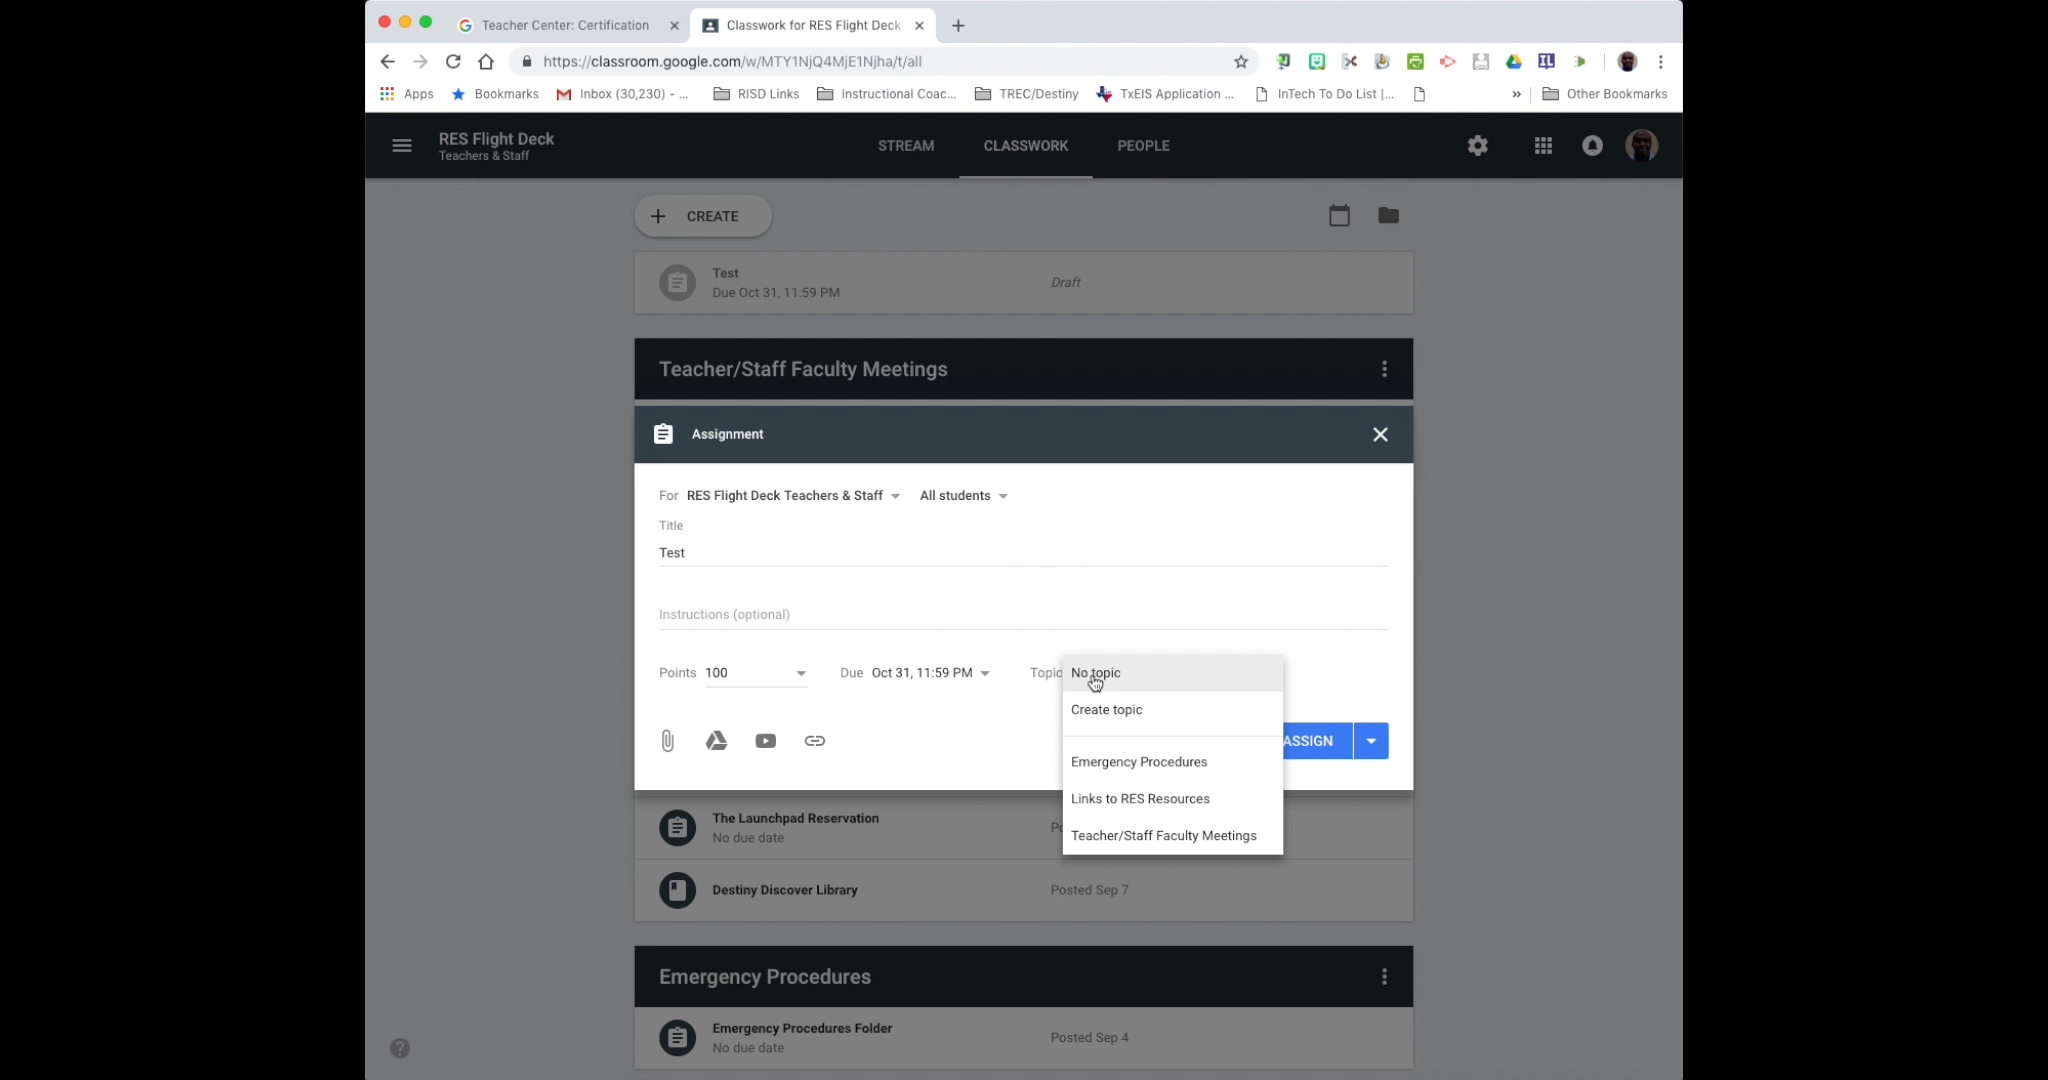 Teacher Center: Certification
Classwork for RES Flight Deck
https://classroom.google.com/w/MTY1NjQ4MjE1Njha/t/all
Apps Bookmarks Inbox (30,230) - ... RISD Links Instructional Coac... TREC/Destiny TxEIS Application ... InTech To Do List |... » Other Bookmarks
RES Flight Deck
Teachers & Staff
STREAM CLASSWORK PEOPLE
CREATE
Test
Due Oct 31, 11:59 PM
Draft
Teacher/Staff Faculty Meetings
Assignment
For RES Flight Deck Teachers & Staff All students
Title
Test
Instructions (optional)
Points 100 Due Oct 31, 11:59 PM Topic No topic
Create topic
ASSIGN
Emergency Procedures
Links to RES Resources
Teacher/Staff Faculty Meetings
The Launchpad Reservation
No due date
Destiny Discover Library
Posted Sep 7
Emergency Procedures
Emergency Procedures Folder
No due date
Posted Sep 4